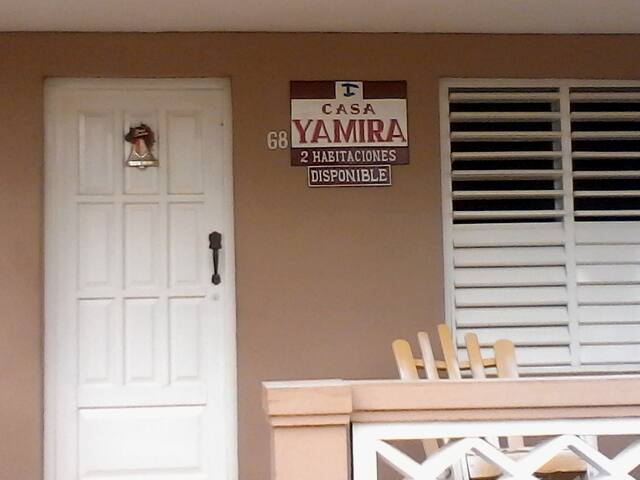 CASA
68 YAMIRA
2 HABITACIONES
DISPONIBLE